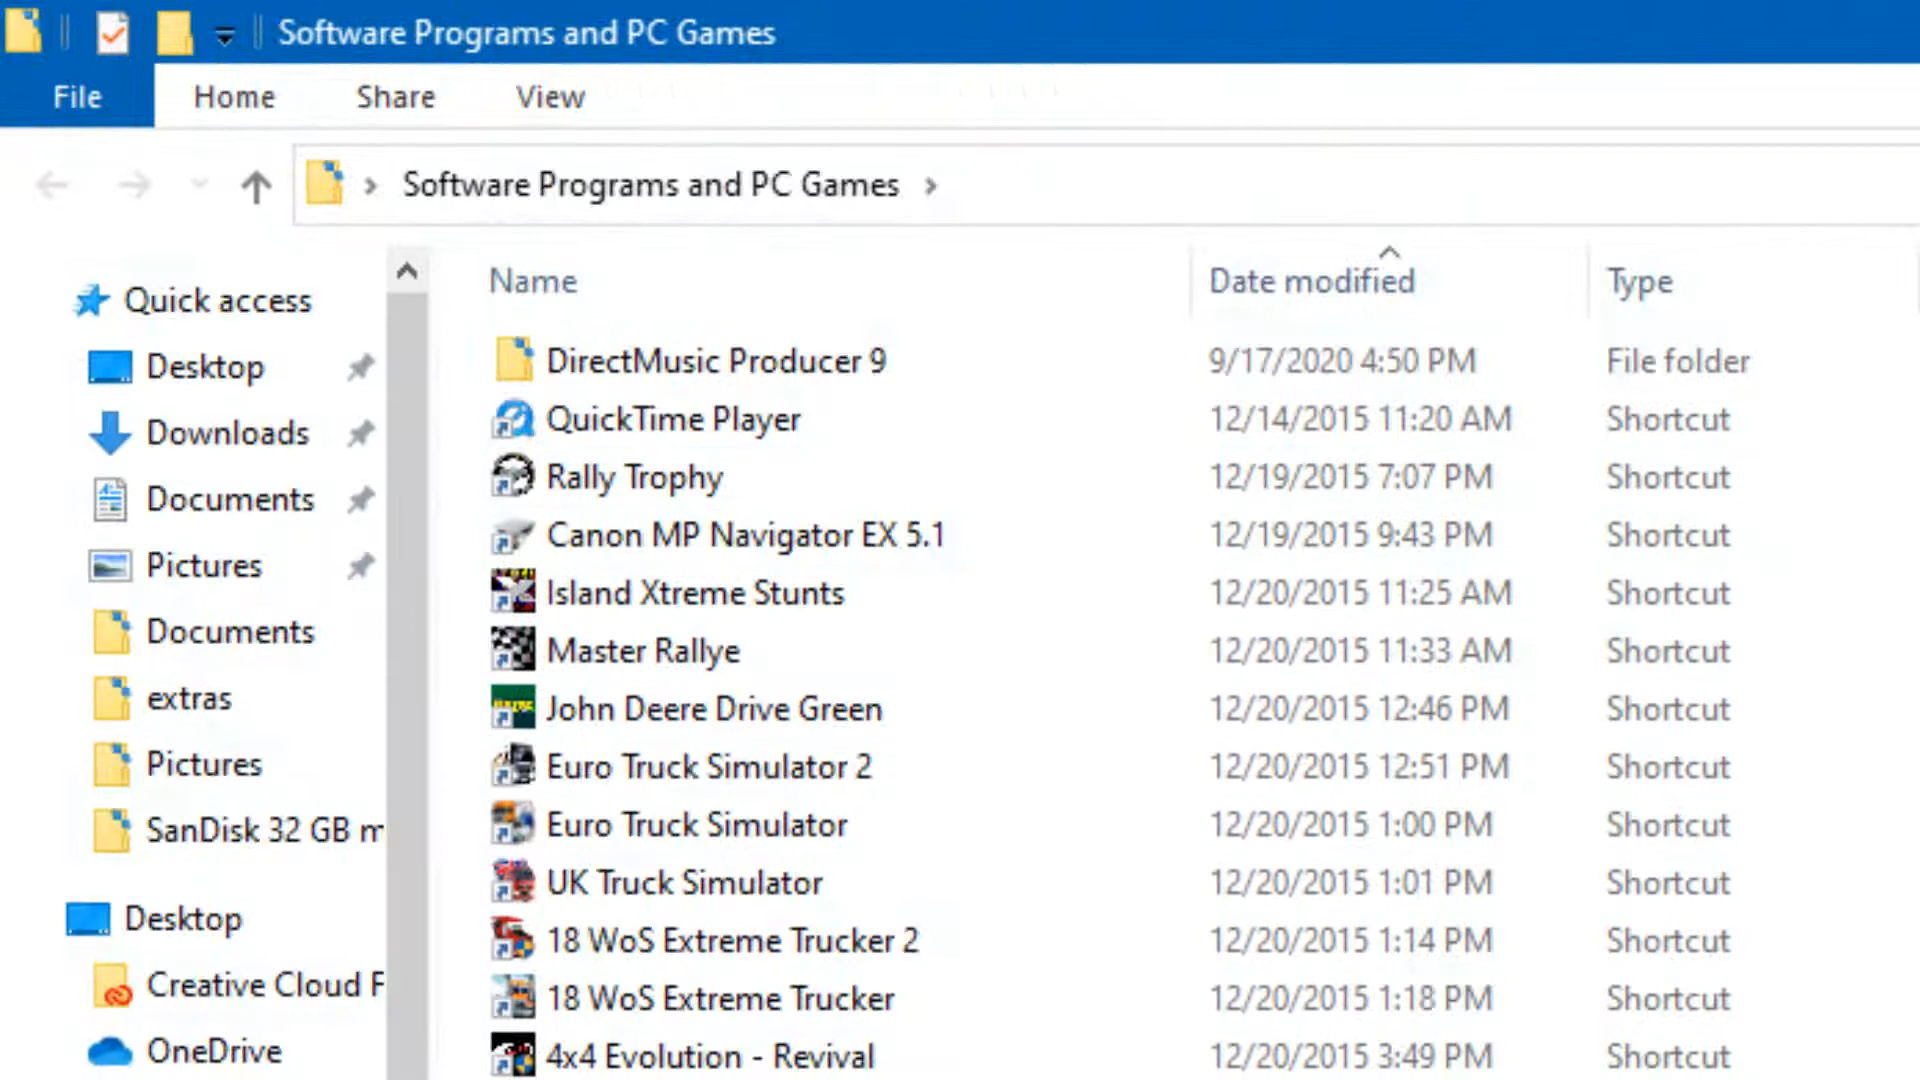 Software Programs and PC Games
File Home Share View
Software Programs and PC Games
Name Date modified Type
Quick access
Desktop
Downloads
Documents
Pictures
Documents
extras
Pictures
SanDisk 32 GB m
Desktop
Creative Cloud F
OneDrive
DirectMusic Producer 9 9/17/2020 4:50 PM File folder
QuickTime Player 12/14/2015 11:20 AM Shortcut
Rally Trophy 12/19/2015 7:07 PM Shortcut
Canon MP Navigator EX 5.1 12/19/2015 9:43 PM Shortcut
Island Xtreme Stunts 12/20/2015 11:25 AM Shortcut
Master Rallye 12/20/2015 11:33 AM Shortcut
John Deere Drive Green 12/20/2015 12:46 PM Shortcut
Euro Truck Simulator 2 12/20/2015 12:51 PM Shortcut
Euro Truck Simulator 12/20/2015 1:00 PM Shortcut
UK Truck Simulator 12/20/2015 1:01 PM Shortcut
18 WoS Extreme Trucker 2 12/20/2015 1:14 PM Shortcut
18 WoS Extreme Trucker 12/20/2015 1:18 PM Shortcut
4x4 Evolution - Revival 12/20/2015 3:49 PM Shortcut